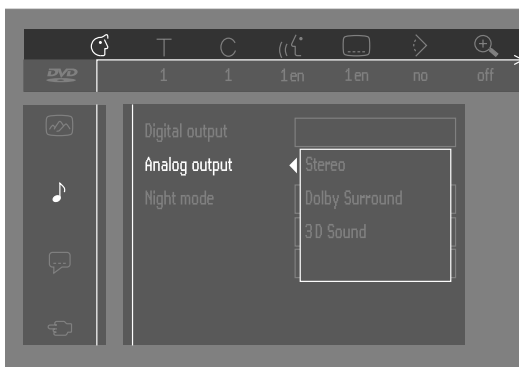 T C
DVD 1 1 1 en 1 en no off
Digital output
Analog output Stereo
Night mode Dolby Surround
3D Sound